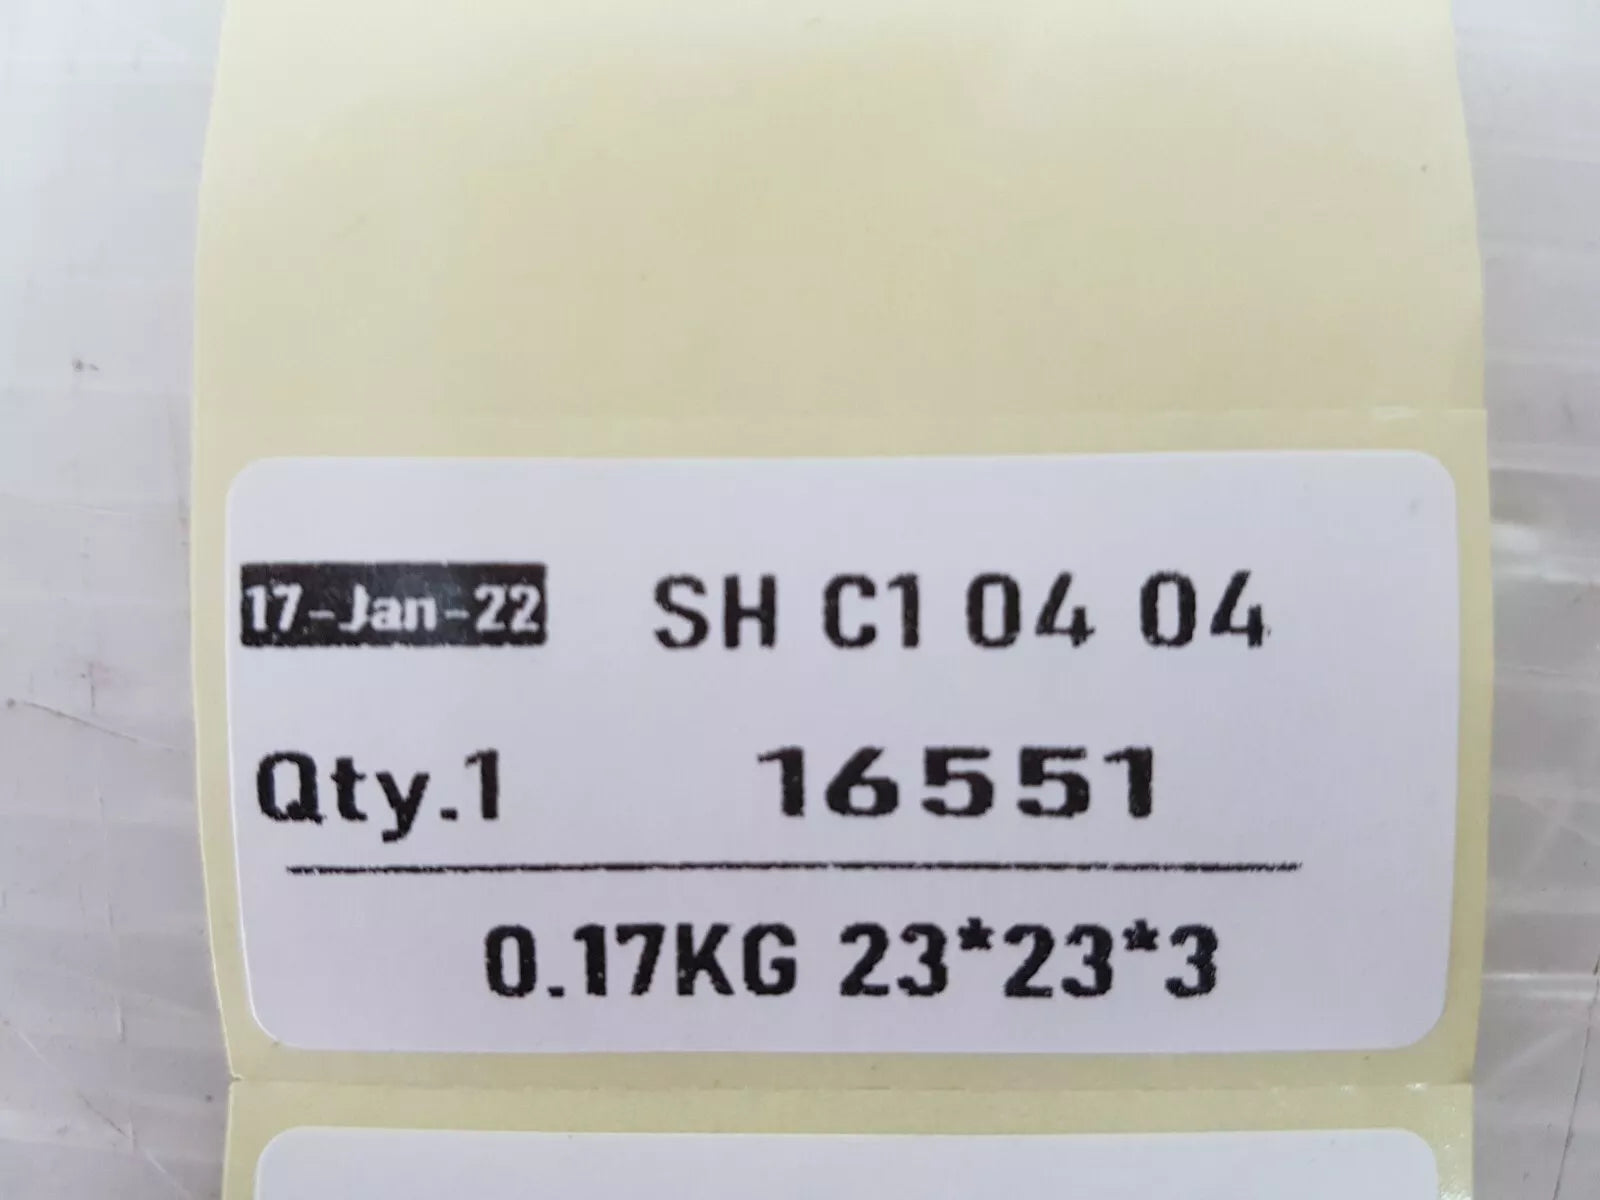 17-Jan-22 SH C1 04 04
Qty.1 16551
0.17KG 23*23*3